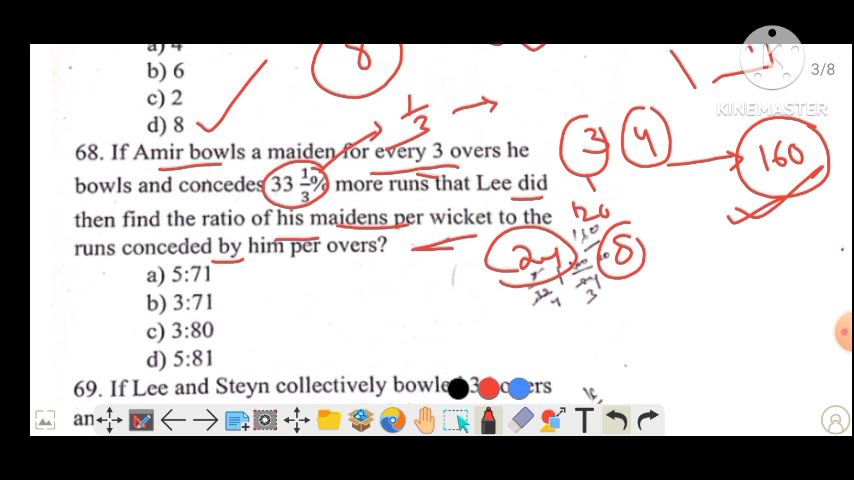 a) 4
b) 6
c) 2
d) 8
8
1/3
3 4
160
120
24 8
3/8
KINEMASTER
68. If Amir bowls a maiden for every 3 overs he
bowls and concedes 33 1/3% more runs that Lee did
then find the ratio of his maidens per wicket to the
runs conceded by him per overs?
a) 5:71
b) 3:71
c) 3:80
d) 5:81
69. If Lee and Steyn collectively bowle